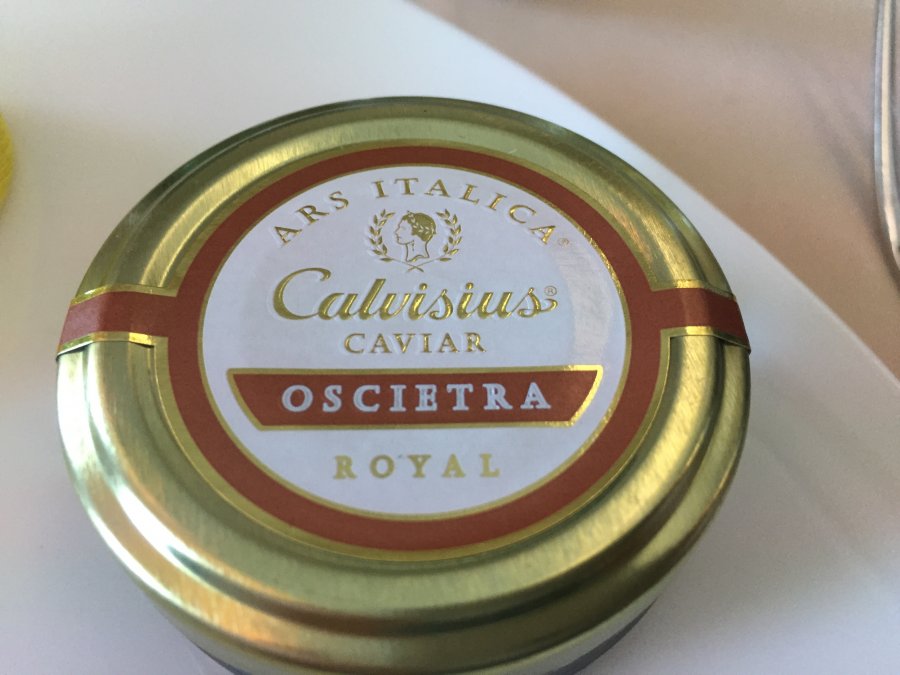 ARS ITALICA®
Calvisius®
CAVIAR
OSCIETRA
ROYAL